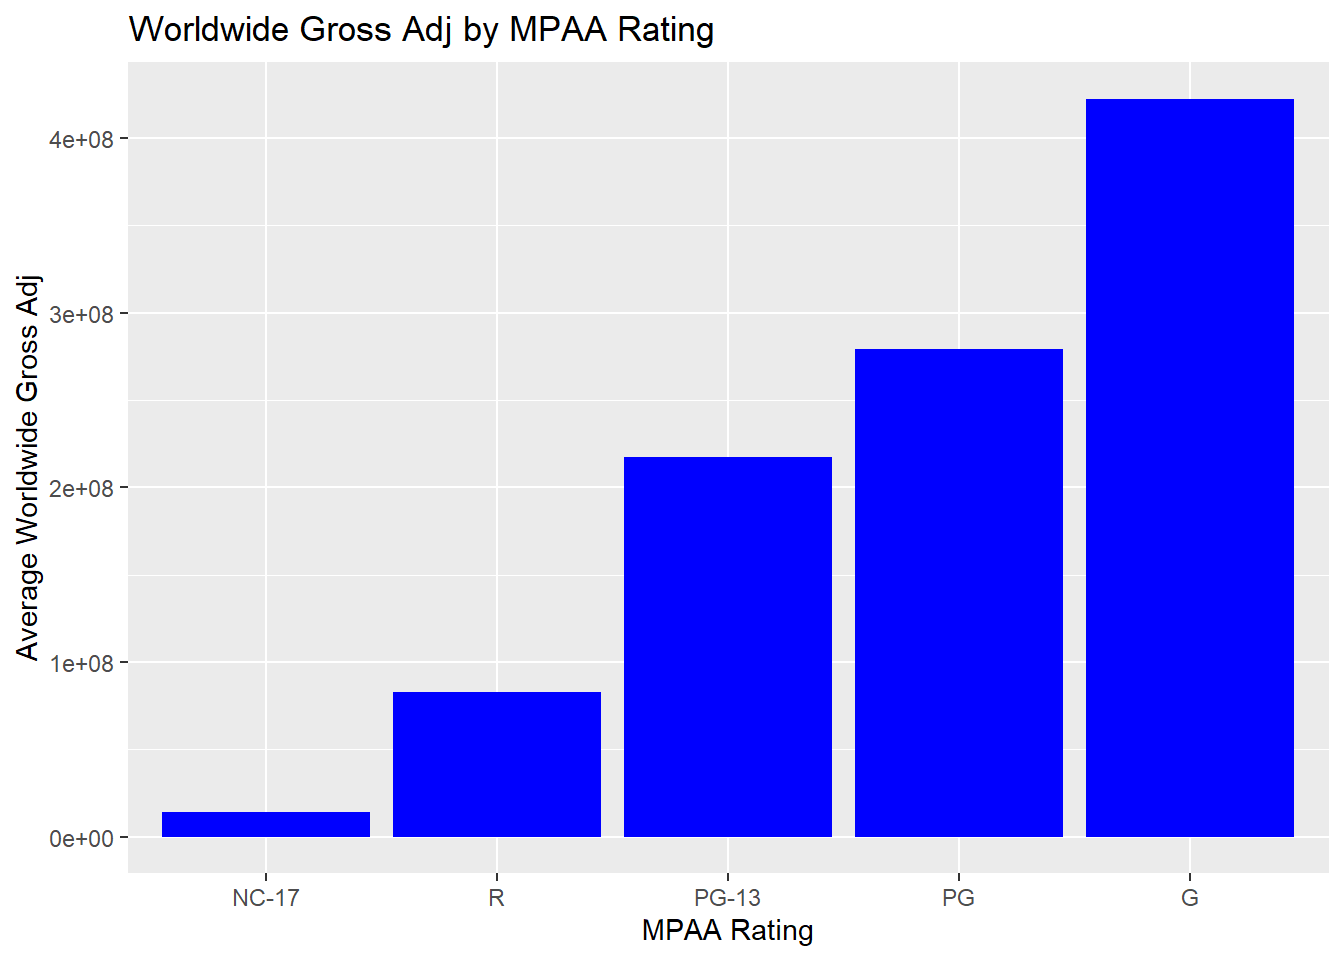 Worldwide Gross Adj by MPAA Rating
Average Worldwide Gross Adj
4e+08
3e+08
2e+08
1e+08
0e+00
NC-17 R PG-13 PG G
MPAA Rating